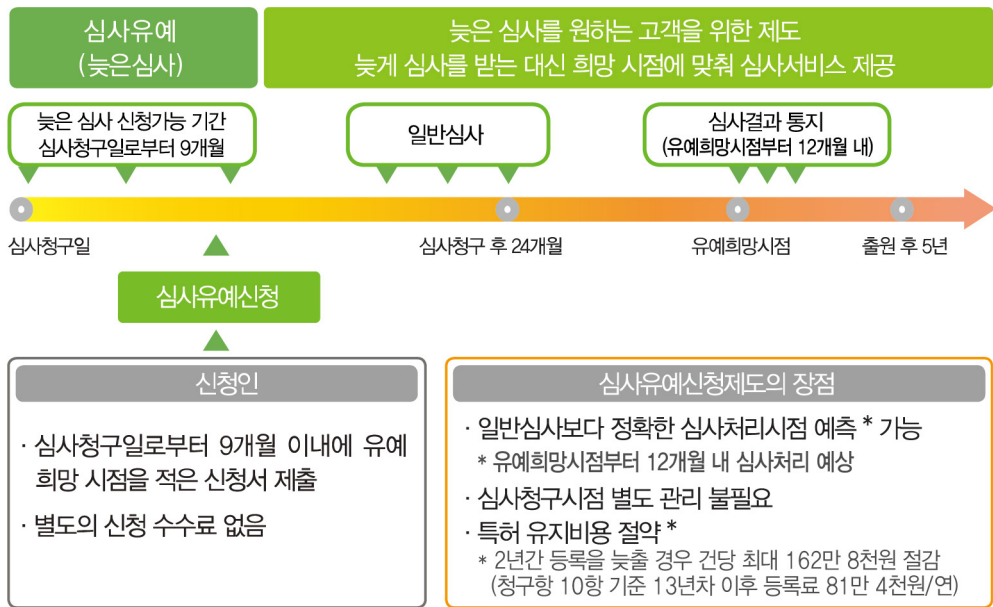 심사유예
(늦은심사)
늦은 심사를 원하는 고객을 위한 제도
늦게 심사를 받는 대신 희망 시점에 맞춰 심사서비스 제공
늦은 심사 신청가능 기간
심사청구일로부터 9개월
일반심사
심사결과 통지
(유예희망시점부터 12개월 내)
심사청구일
심사청구 후 24개월
유예희망시점
출원 후 5년
심사유예신청
신청인
· 심사청구일로부터 9개월 이내에 유예
희망 시점을 적은 신청서 제출
· 별도의 신청 수수료 없음
심사유예신청제도의 장점
· 일반심사보다 정확한 심사처리시점 예측 * 가능
* 유예희망시점부터 12개월 내 심사처리 예상
· 심사청구시점 별도 관리 불필요
· 특허 유지비용 절약 *
* 2년간 등록을 늦출 경우 건당 최대 162만 8천원 절감
(청구항 10항 기준 13년차 이후 등록료 81만 4천원/연)